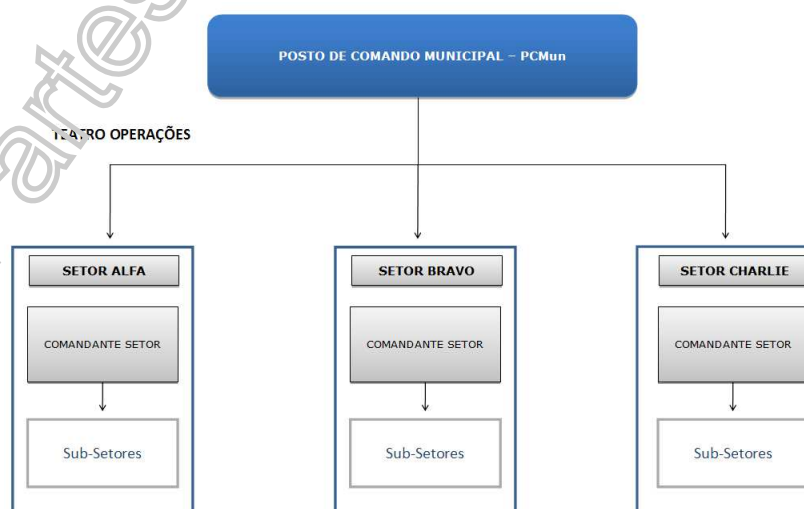 POSTO DE COMANDO MUNICIPAL – PCMun
TEATRO OPERAÇÕES
SETOR ALFA
SETOR BRAVO
SETOR CHARLIE
COMANDANTE SETOR
COMANDANTE SETOR
COMANDANTE SETOR
Sub-Setores
Sub-Setores
Sub-Setores